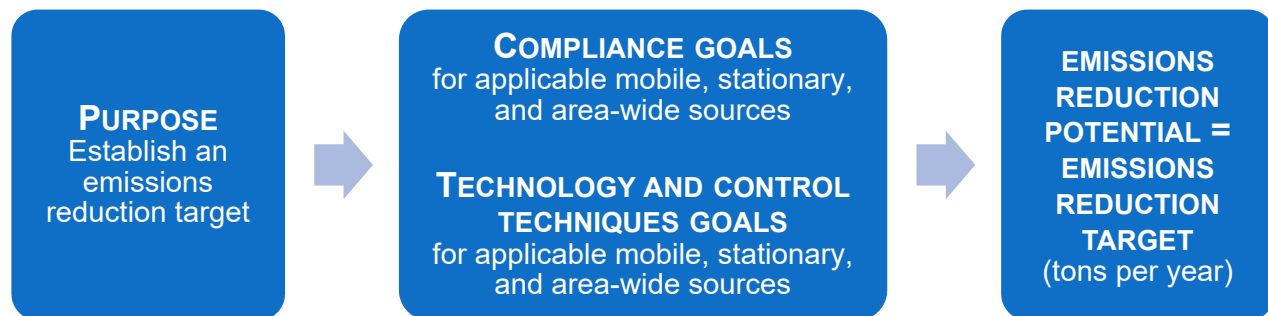 PURPOSE
Establish an
emissions
reduction target
COMPLIANCE GOALS
for applicable mobile, stationary,
and area-wide sources
TECHNOLOGY AND CONTROL
TECHNIQUES GOALS
for applicable mobile, stationary,
and area-wide sources
EMISSIONS
REDUCTION
POTENTIAL =
EMISSIONS
REDUCTION
TARGET
(tons per year)